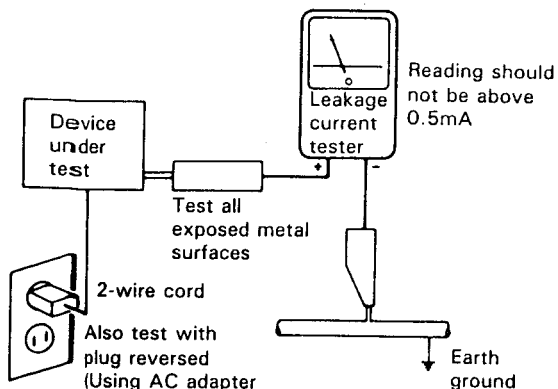 Device
under
test
Leakage
current
tester
+ -
Reading should
not be above
0.5mA
Test all
exposed metal
surfaces
2-wire cord
Also test with
plug reversed
(Using AC adapter
Earth
ground